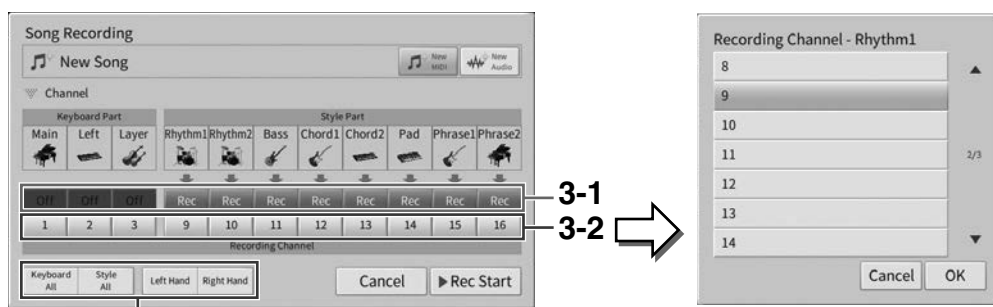 Song Recording
New Song
New MIDI
New Audio
Channel
Keyboard Part
Style Part
Main Left Layer Rhythm1 Rhythm2 Bass Chord1 Chord2 Pad Phrase1 Phrase2
Off Off Off Rec Rec Rec Rec Rec Rec Rec Rec
3-1
1 2 3 9 10 11 12 13 14 15 16
3-2
Recording Channel
Keyboard All
Style All
Left Hand
Right Hand
Cancel
Rec Start
Recording Channel - Rhythm1
8
9
10
11
2/3
12
13
14
Cancel
OK